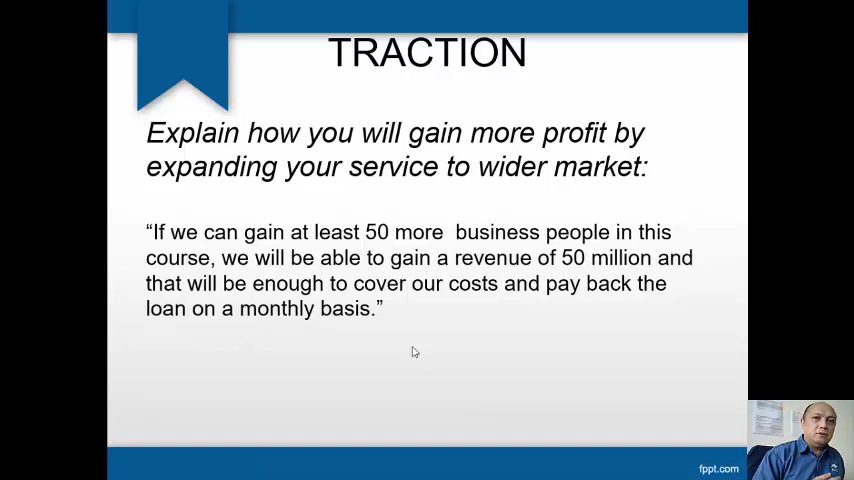 TRACTION
Explain how you will gain more profit by
expanding your service to wider market:
“If we can gain at least 50 more  business people in this
course, we will be able to gain a revenue of 50 million and
that will be enough to cover our costs and pay back the
loan on a monthly basis.”
fppt.com